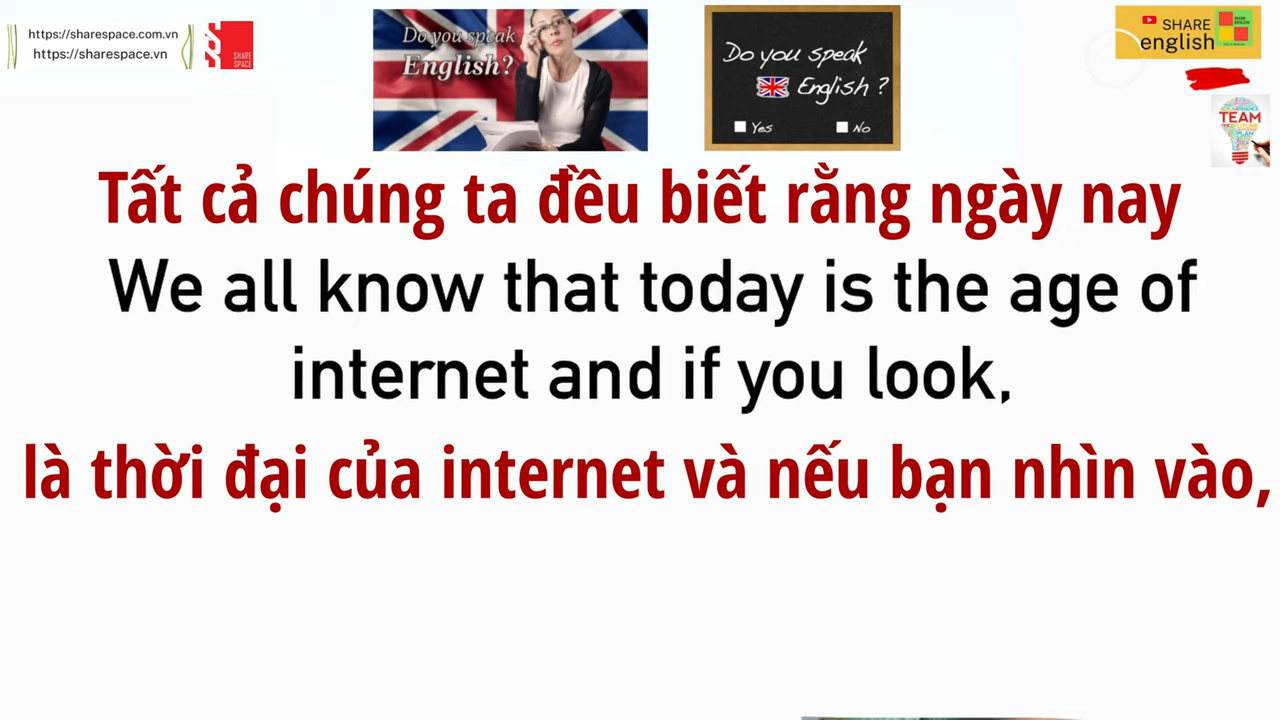 https://sharespace.com.vn
https://sharespace.vn
SHARE
SPACE
Do you speak
English?
Do you speak
English ?
Yes
No
SHARE
english
TEAM
PLAN
Tất cả chúng ta đều biết rằng ngày nay
We all know that today is the age of
internet and if you look,
là thời đại của internet và nếu bạn nhìn vào,